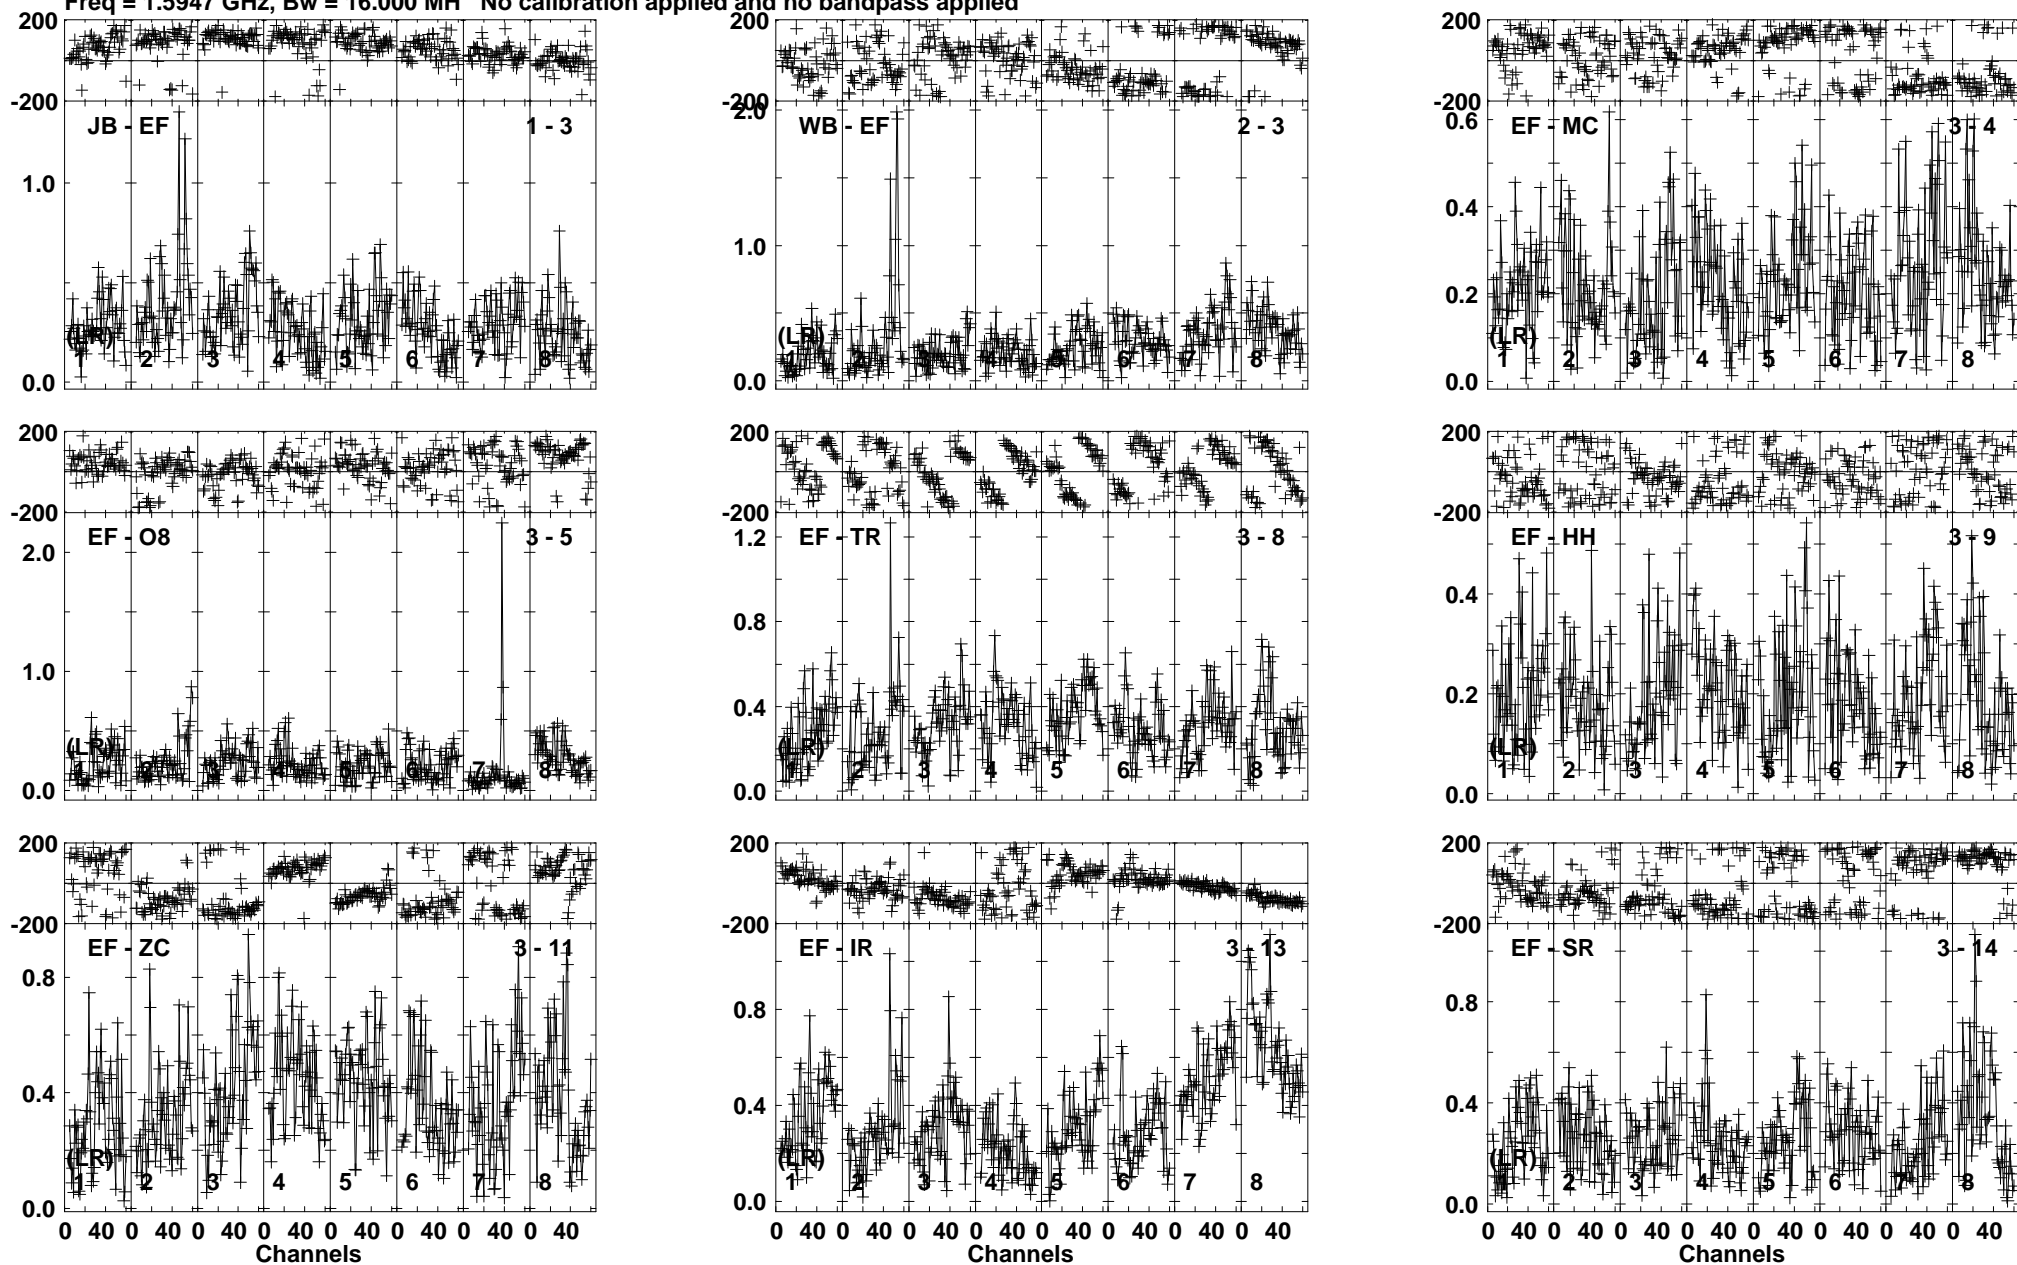 Freq = 1.5947 GHz, Bw = 16.000 MH No calibration applied and no bandpass applied
200
-200
JB - EF 1 - 3
1.0
0.0
(LR)
1 2 3 4 5 6 7 8
200
-200
2.0
WB - EF 2 - 3
1.0
0.0
(LR)
1 2 3 4 5 6 7 8
200
-200
0.6
EF - MC 3 - 4
0.4
0.2
0.0
(LR)
1 2 3 4 5 6 7 8
200
-200
EF - O8 3 - 5
2.0
1.0
0.0
(LR)
1 2 3 4 5 6 7 8
200
-200
EF - TR 3 - 8
1.2
0.8
0.4
0.0
(LR)
1 2 3 4 5 6 7 8
200
-200
EF - HH 3 - 9
0.4
0.2
0.0
(LR)
1 2 3 4 5 6 7 8
200
-200
EF - ZC 3 - 11
0.8
0.4
0.0
(LR)
1 2 3 4 5 6 7 8
0 40 0 40 0 40 0 40 0 40 0 40 0 40 0 40
Channels
200
-200
EF - IR 3 - 13
0.8
0.4
0.0
(LR)
1 2 3 4 5 6 7 8
0 40 0 40 0 40 0 40 0 40 0 40 0 40 0 40
Channels
200
-200
EF - SR 3 - 14
0.8
0.4
0.0
(LR)
1 2 3 4 5 6 7 8
0 40 0 40 0 40 0 40 0 40 0 40 0 40 0 40
Channels